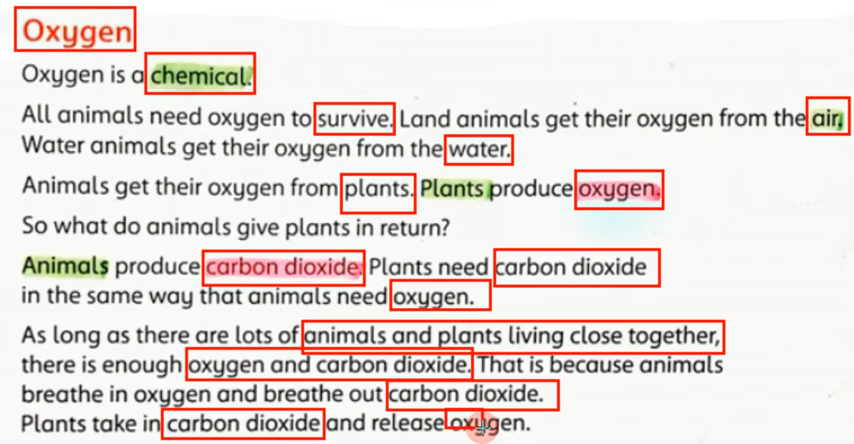 Oxygen
Oxygen is a chemical.
All animals need oxygen to survive. Land animals get their oxygen from the air,
Water animals get their oxygen from the water.
Animals get their oxygen from plants. Plants produce oxygen.
So what do animals give plants in return?
Animals produce carbon dioxide. Plants need carbon dioxide
in the same way that animals need oxygen.
As long as there are lots of animals and plants living close together,
there is enough oxygen and carbon dioxide. That is because animals
breathe in oxygen and breathe out carbon dioxide.
Plants take in carbon dioxide and release oxygen.